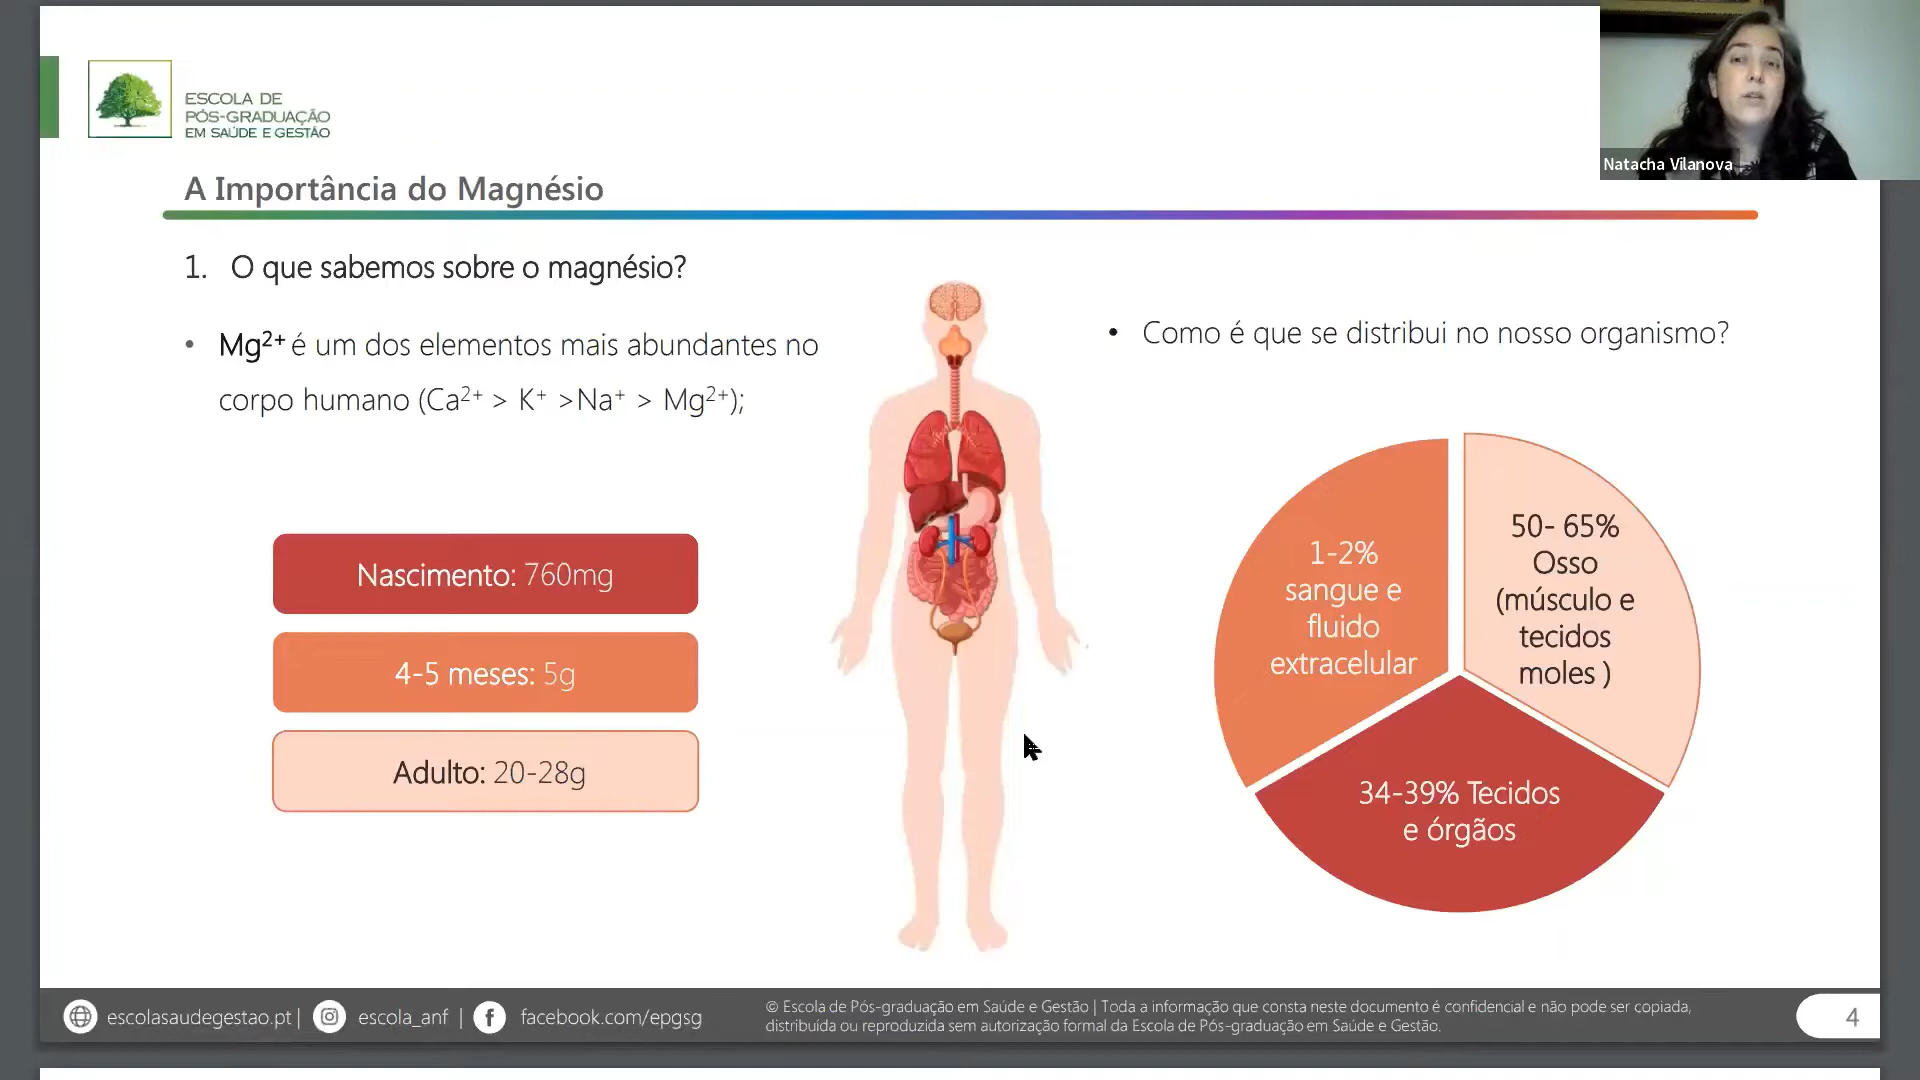 ESCOLA DE
PÓS-GRADUAÇÃO
EM SAÚDE E GESTÃO
Natacha Vilanova
A Importância do Magnésio
1. O que sabemos sobre o magnésio?
• Mg²⁺ é um dos elementos mais abundantes no
corpo humano (Ca²⁺ > K⁺ >Na⁺ > Mg²⁺);
Nascimento: 760mg
4-5 meses: 5g
Adulto: 20-28g
• Como é que se distribui no nosso organismo?
1-2%
sangue e
fluido
extracelular
50- 65%
Osso
(músculo e
tecidos
moles )
34-39% Tecidos
e órgãos
escolasaudegestao.pt | escola_anf | facebook.com/epgsg
© Escola de Pós-graduação em Saúde e Gestão | Toda a informação que consta neste documento é confidencial e não pode ser copiada,
distribuída ou reproduzida sem autorização formal da Escola de Pós-graduação em Saúde e Gestão.
4